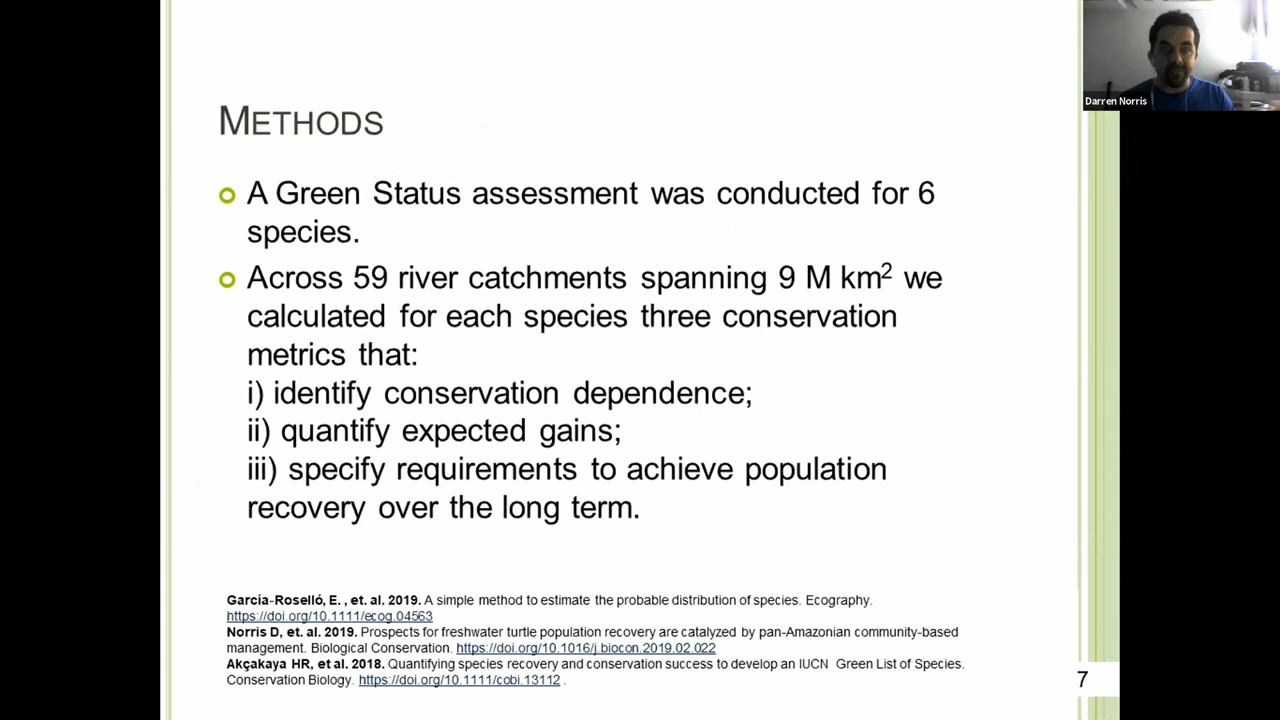 METHODS
A Green Status assessment was conducted for 6
species.
Across 59 river catchments spanning 9 M km² we
calculated for each species three conservation
metrics that:
i) identify conservation dependence;
ii) quantify expected gains;
iii) specify requirements to achieve population
recovery over the long term.
García-Roselló, E. , et. al. 2019. A simple method to estimate the probable distribution of species. Ecography.
https://doi.org/10.1111/ecog.04563
Norris D, et. al. 2019. Prospects for freshwater turtle population recovery are catalyzed by pan-Amazonian community-based
management. Biological Conservation. https://doi.org/10.1016/j.biocon.2019.02.022
Akçakaya HR, et al. 2018. Quantifying species recovery and conservation success to develop an IUCN Green List of Species.
Conservation Biology. https://doi.org/10.1111/cobi.13112 .
7
Darren Norris